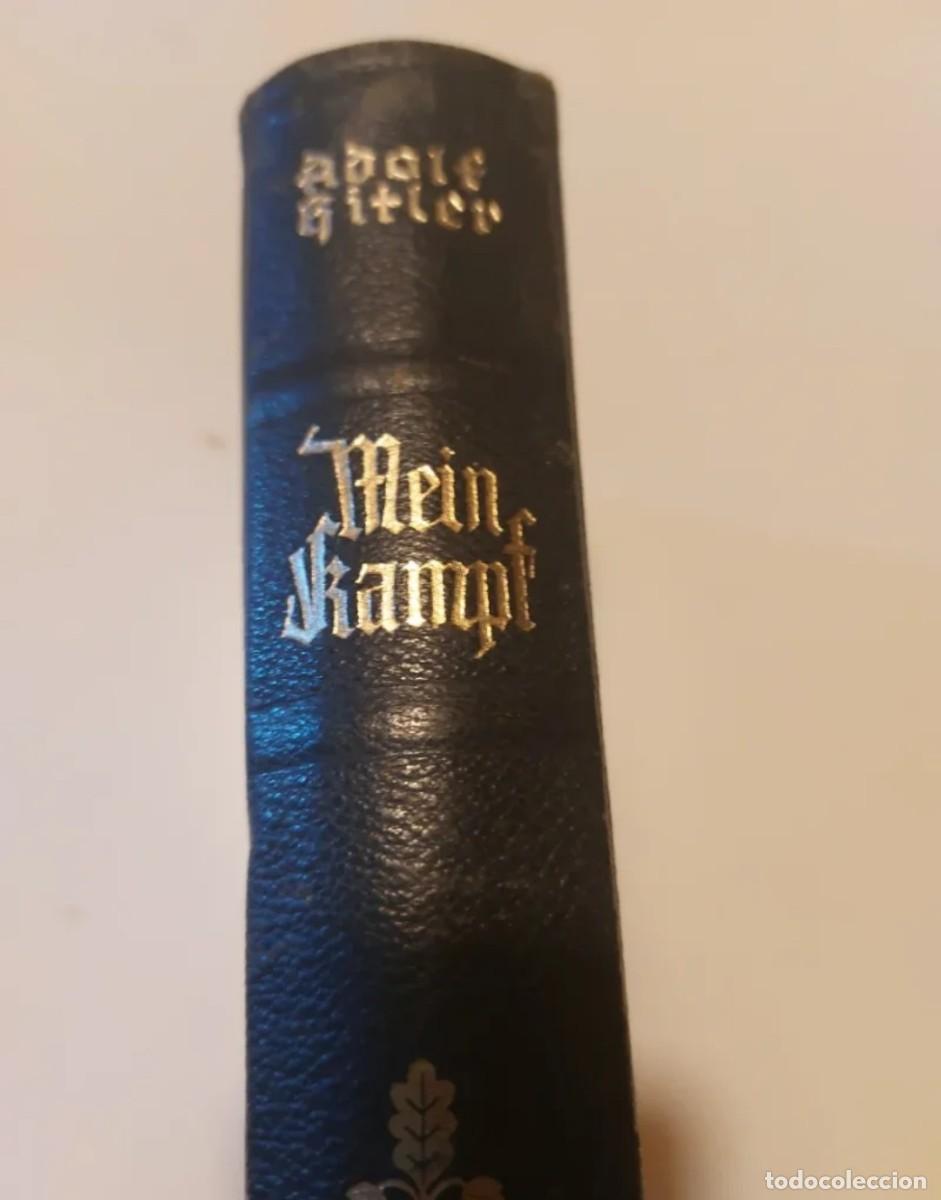 Adolf
Hitler
Mein
Kampf
todocoleccion